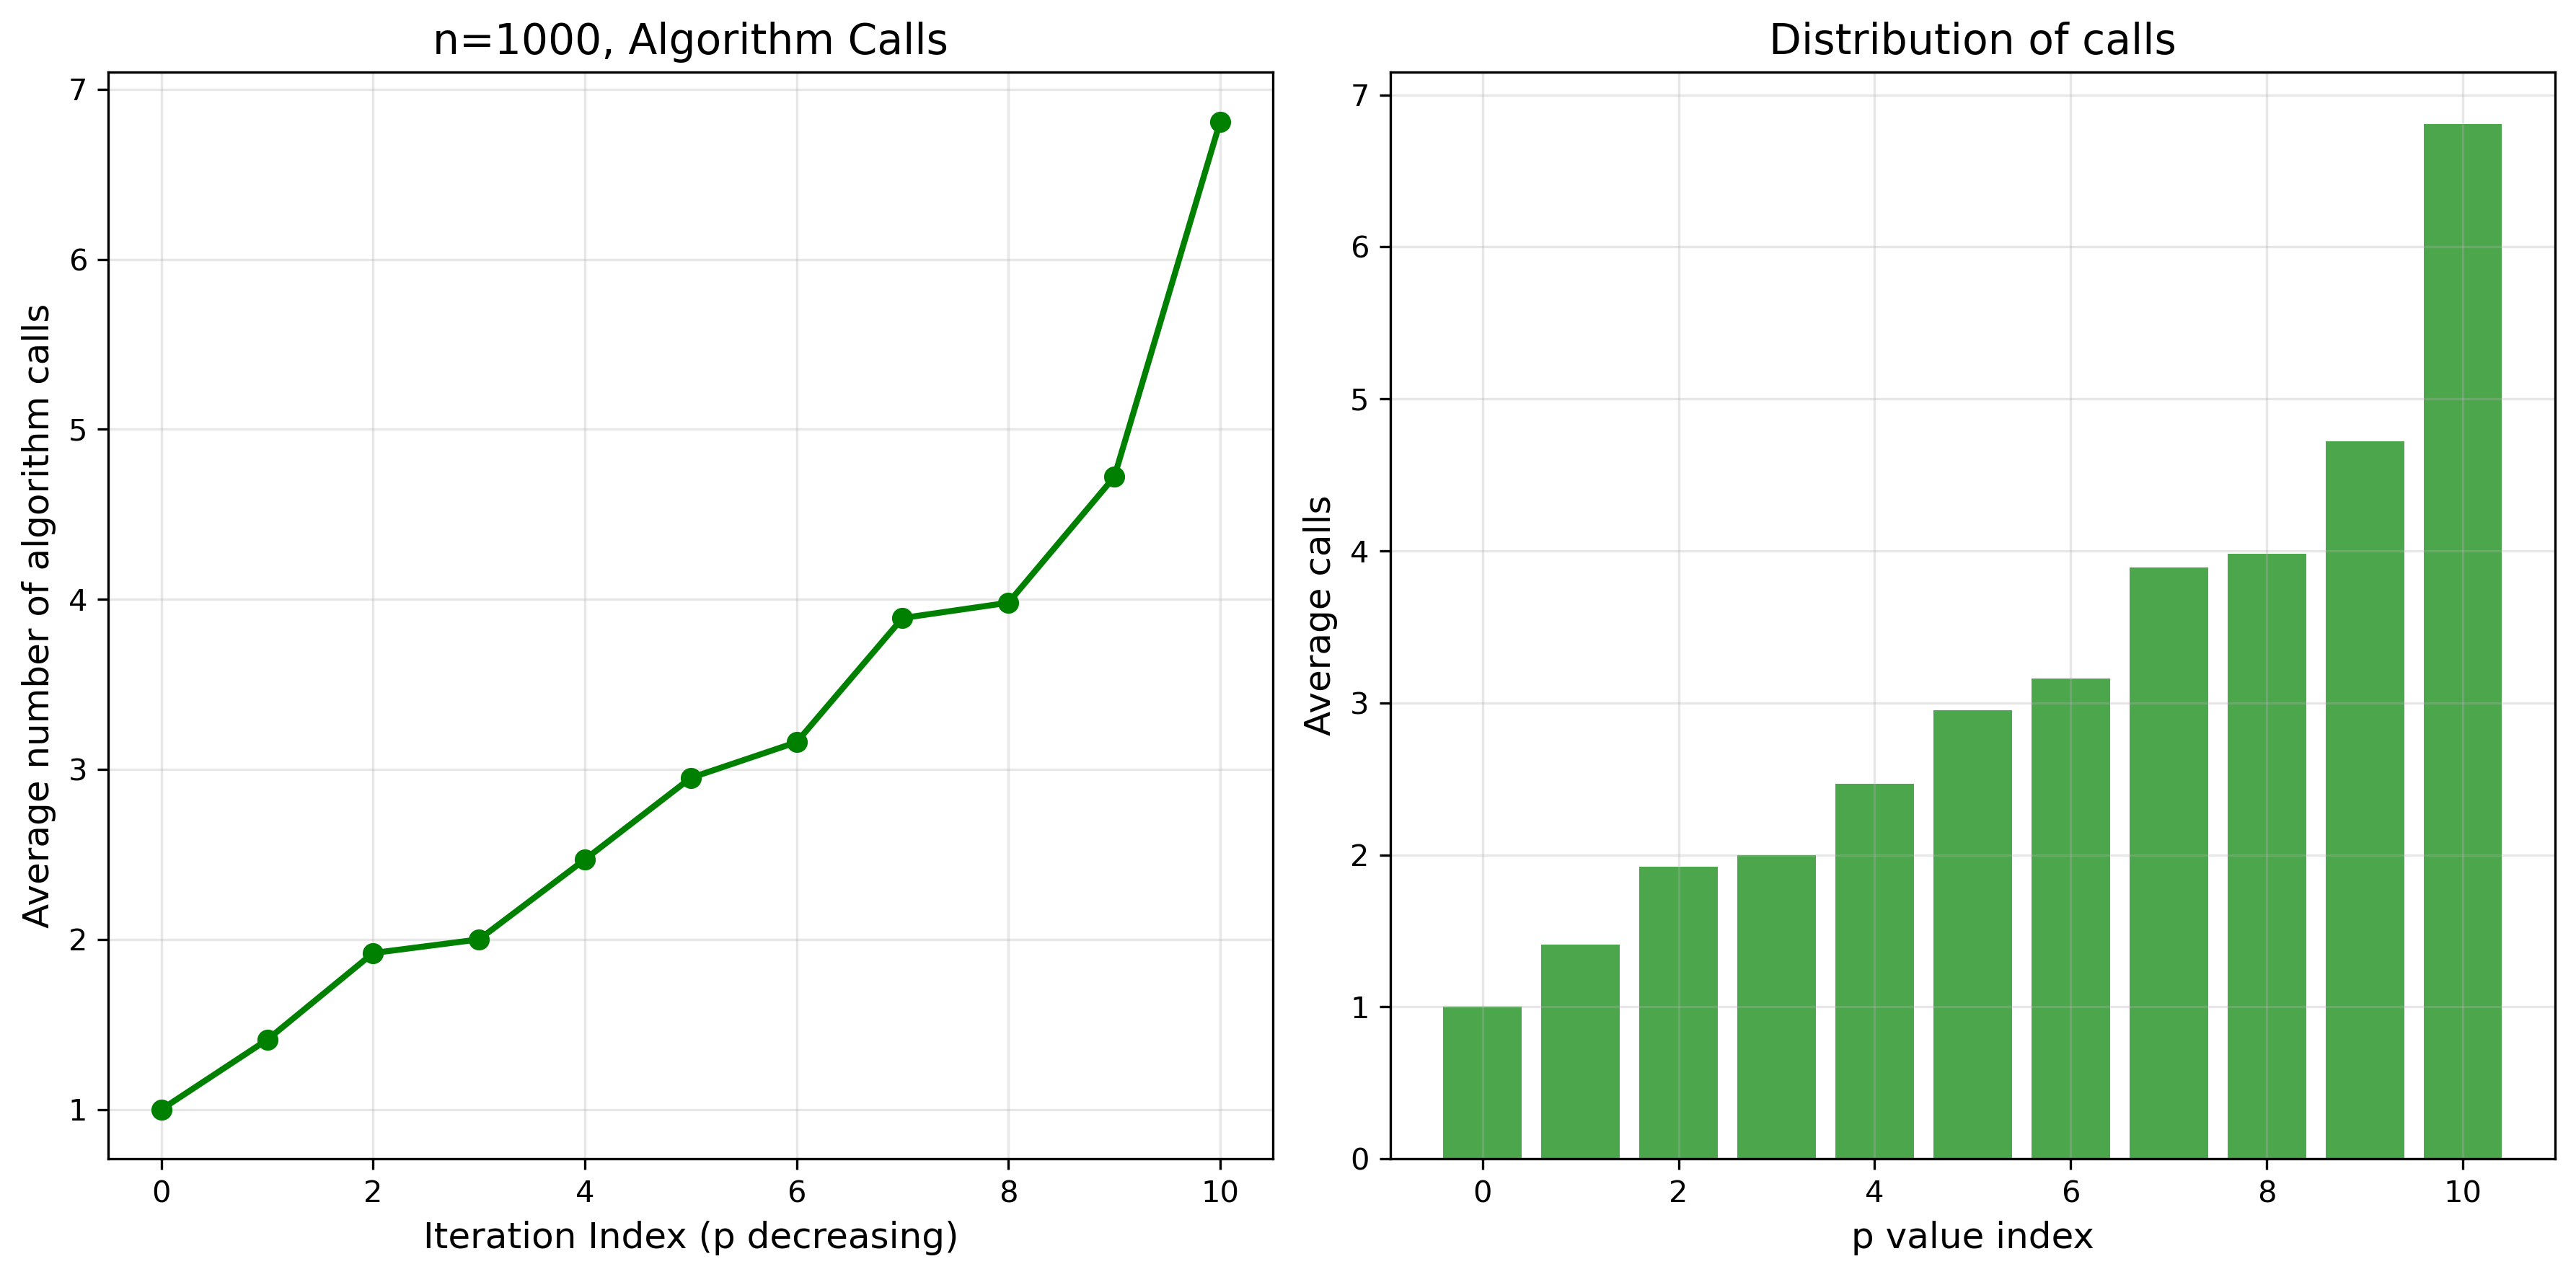 n=1000, Algorithm Calls
Average number of algorithm calls
7
6
5
4
3
2
1
0 2 4 6 8 10
Iteration Index (p decreasing)
Distribution of calls
Average calls
7
6
5
4
3
2
1
0
0 2 4 6 8 10
p value index